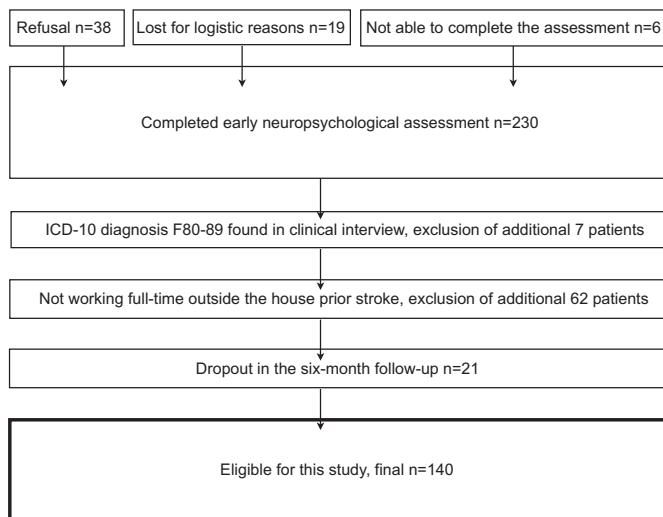 Refusal n=38
Lost for logistic reasons n=19
Not able to complete the assessment n=6
Completed early neuropsychological assessment n=230
ICD-10 diagnosis F80-89 found in clinical interview, exclusion of additional 7 patients
Not working full-time outside the house prior stroke, exclusion of additional 62 patients
Dropout in the six-month follow-up n=21
Eligible for this study, final n=140